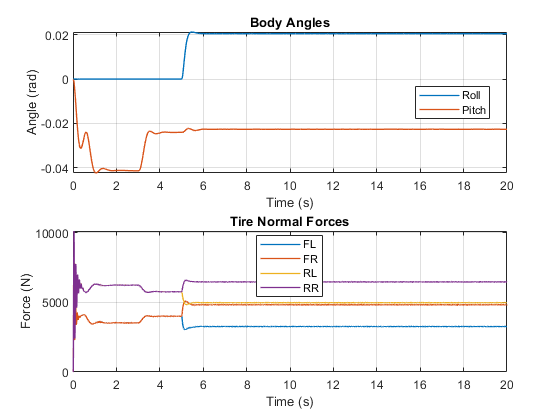 Body Angles
Angle (rad)
0.02
0
-0.02
-0.04
Roll
Pitch
0 2 4 6 8 10 12 14 16 18 20
Time (s)
Tire Normal Forces
Force (N)
10000
5000
0
FL
FR
RL
RR
0 2 4 6 8 10 12 14 16 18 20
Time (s)